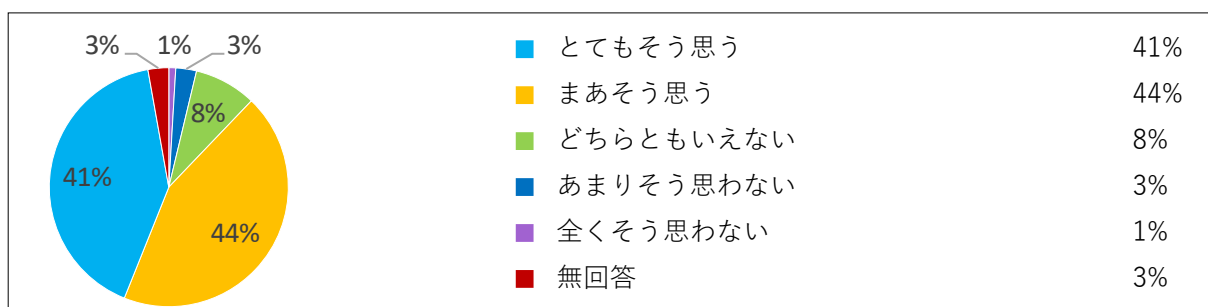 3% 1% 3%
8%
41%
44%
とてもそう思う 41%
まあそう思う 44%
どちらともいえない 8%
あまりそう思わない 3%
全くそう思わない 1%
無回答 3%